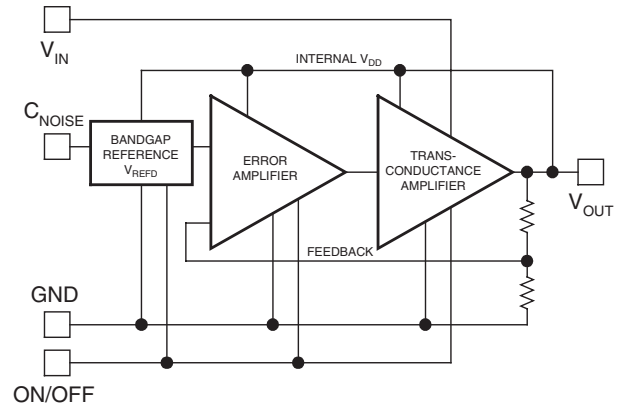 V_IN
INTERNAL V_DD
C_NOISE
BANDGAP
REFERENCE
V_REFD
ERROR
AMPLIFIER
TRANS-
CONDUCTANCE
AMPLIFIER
V_OUT
FEEDBACK
GND
ON/OFF